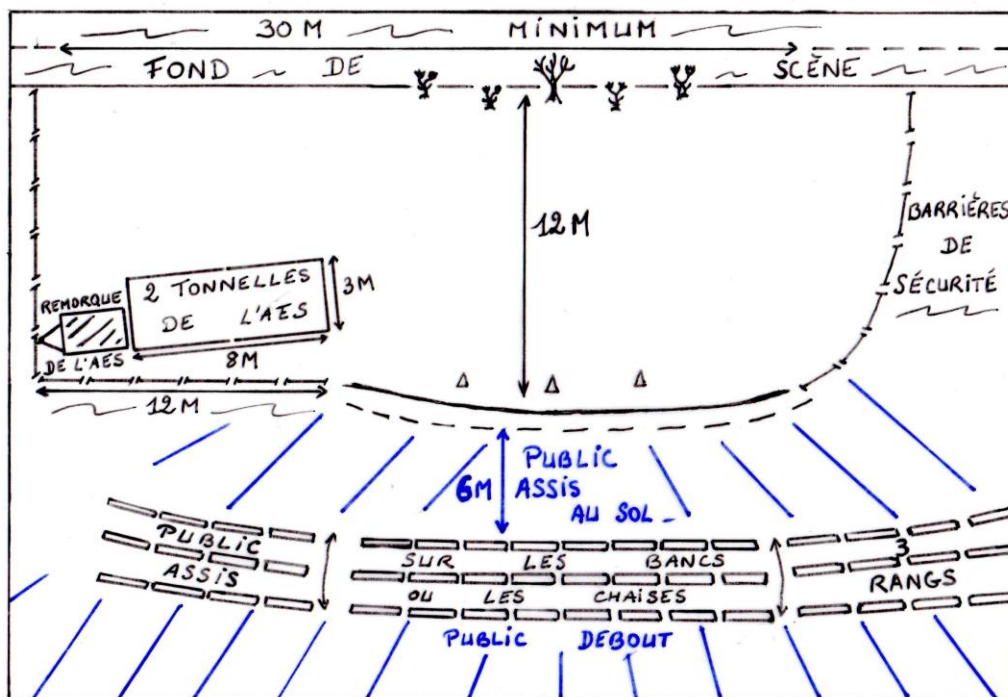 30 M MINIMUM
FOND DE SCÈNE
12 M
BARRIÈRES
DE
SÉCURITÉ
REMORQUE
DE L'AES
2 TONNELLES
DE L'AES
3M
8M
12 M
6M
PUBLIC
ASSIS
AU SOL
PUBLIC SUR LES BANCS 3
ASSIS OU LES CHAISES RANGS
PUBLIC DEBOUT